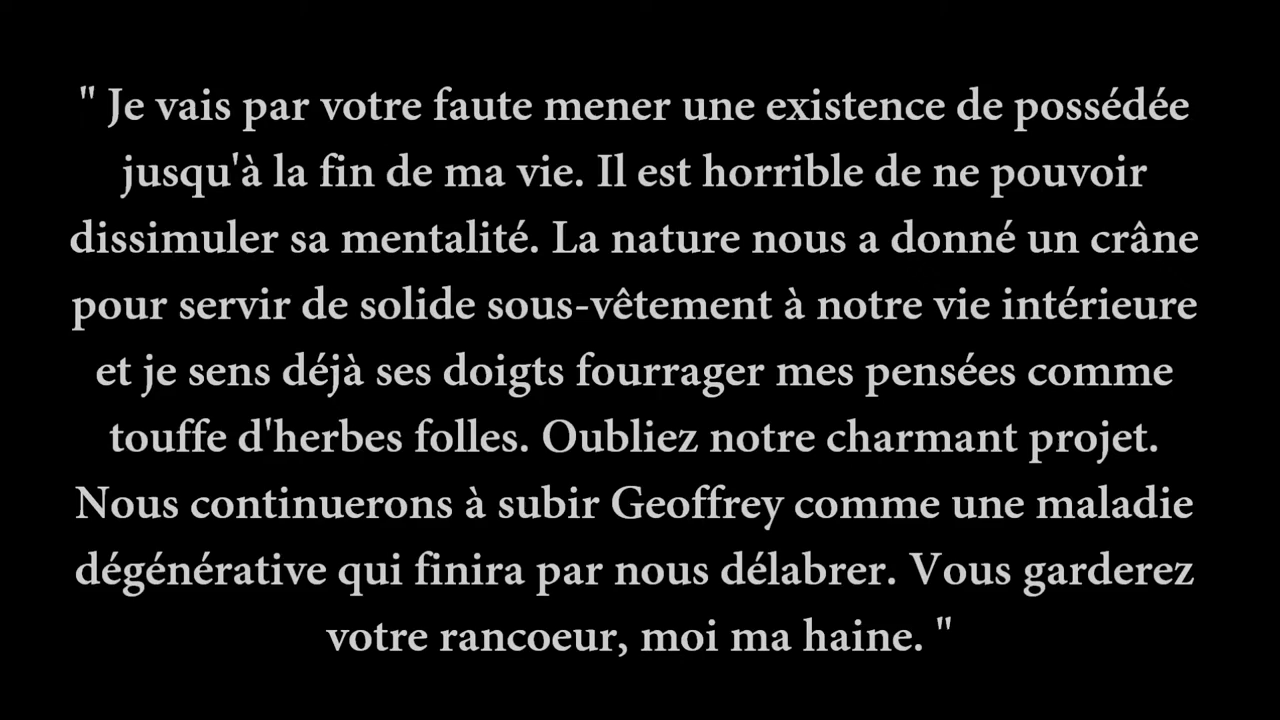 " Je vais par votre faute mener une existence de possédée
jusqu'à la fin de ma vie. Il est horrible de ne pouvoir
dissimuler sa mentalité. La nature nous a donné un crâne
pour servir de solide sous-vêtement à notre vie intérieure
et je sens déjà ses doigts fourrager mes pensées comme
touffe d'herbes folles. Oubliez notre charmant projet.
Nous continuerons à subir Geoffrey comme une maladie
dégénérative qui finira par nous délabrer. Vous garderez
votre rancoeur, moi ma haine. "